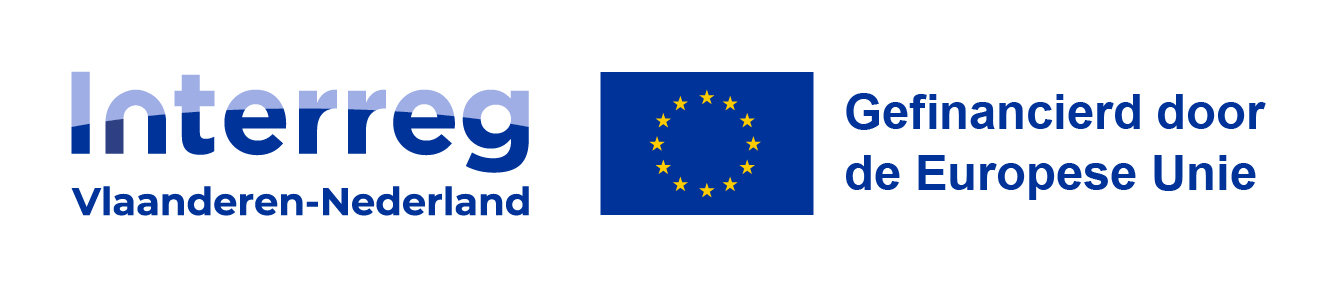 Interreg
Vlaanderen-Nederland
Gefinancierd door
de Europese Unie